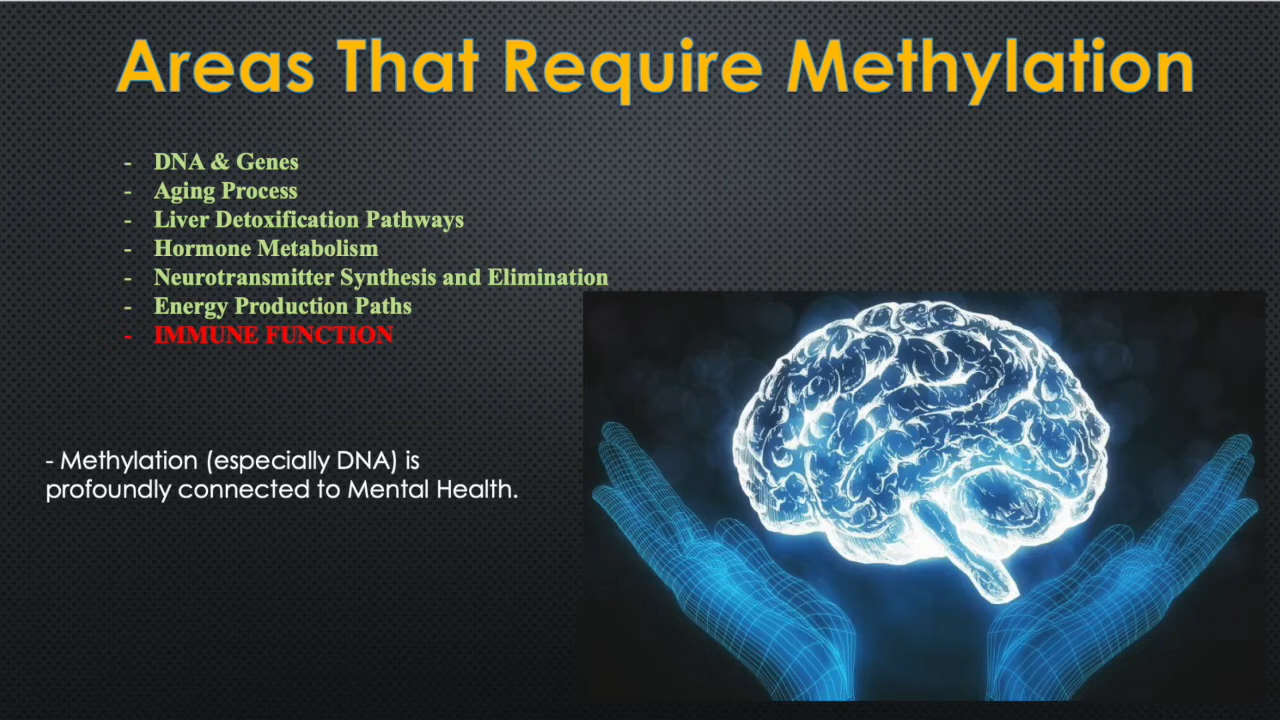 Areas That Require Methylation
- DNA & Genes
- Aging Process
- Liver Detoxification Pathways
- Hormone Metabolism
- Neurotransmitter Synthesis and Elimination
- Energy Production Paths
- IMMUNE FUNCTION
- Methylation (especially DNA) is
profoundly connected to Mental Health.